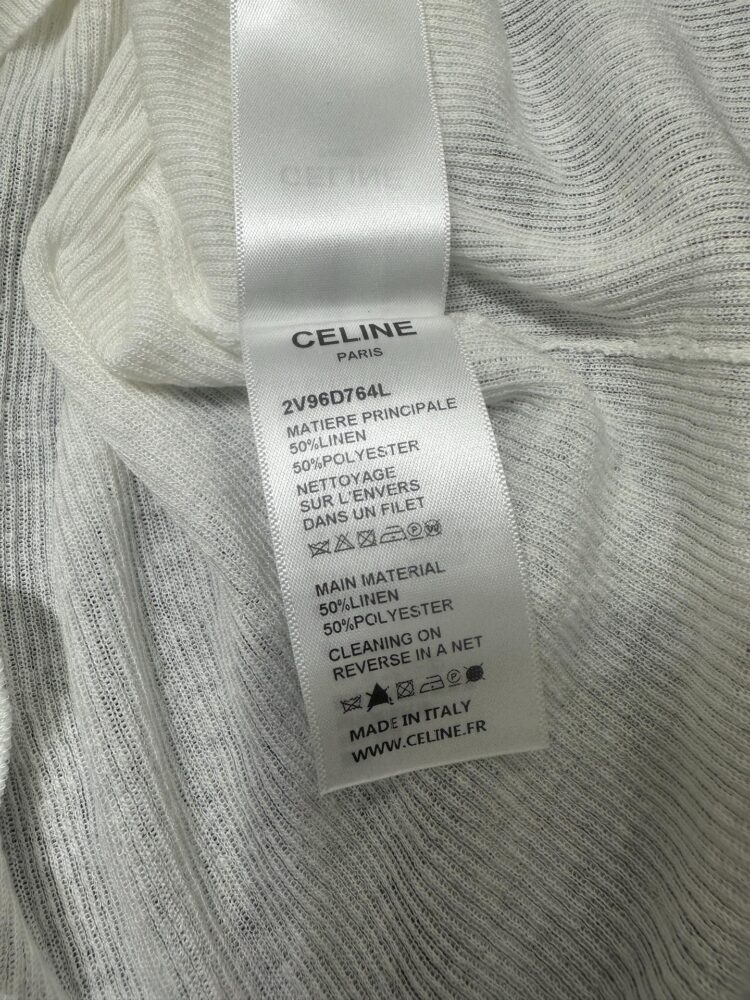 CELINE
CELINE
PARIS
2V96D764L
MATIERE PRINCIPALE
50%LINEN
50%POLYESTER
NETTOYAGE
SUR L'ENVERS
DANS UN FILET
P W
MAIN MATERIAL
50%LINEN
50%POLYESTER
CLEANING ON
REVERSE IN A NET
P
MADE IN ITALY
WWW.CELINE.FR